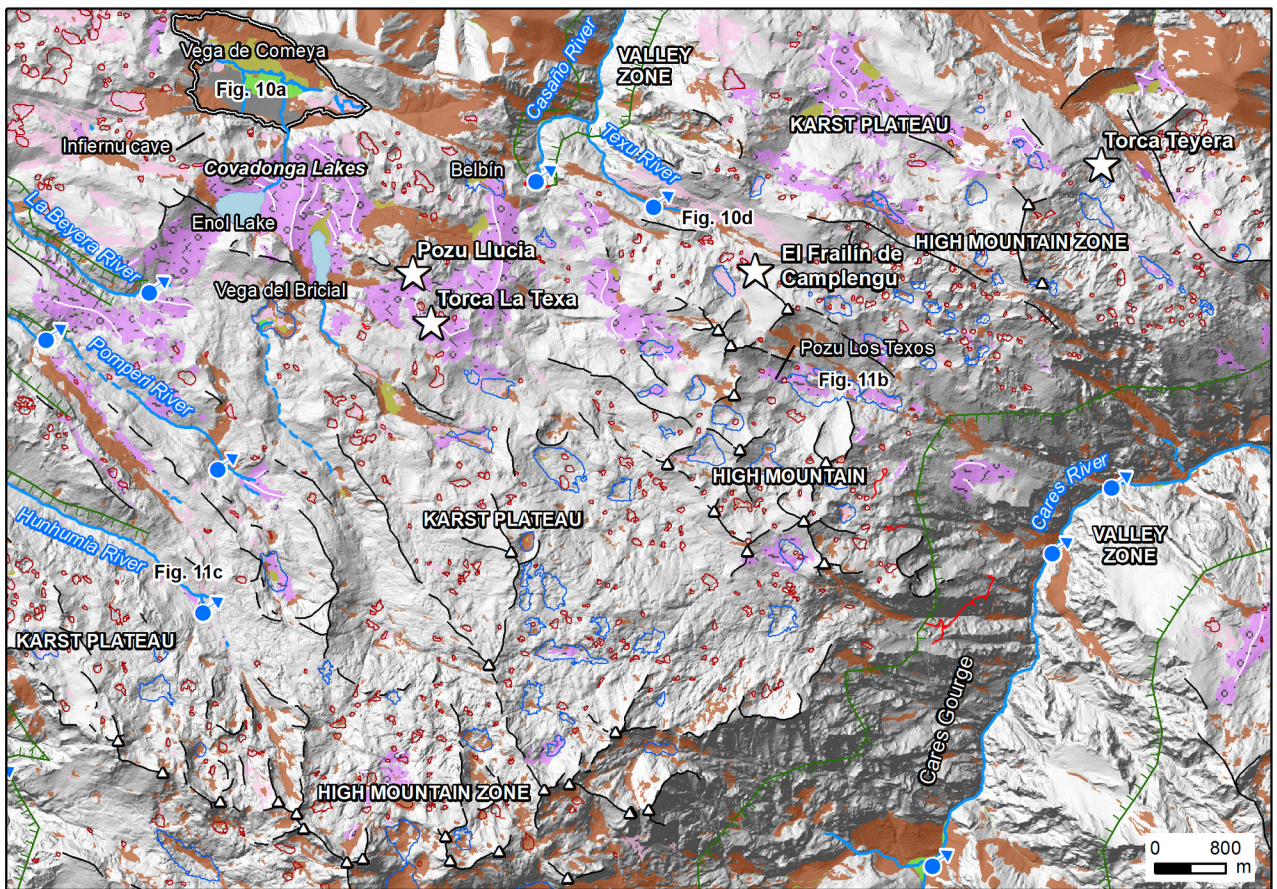 Vega de Comeya
Fig. 10a
Casaño River
VALLEY
ZONE
KARST PLATEAU
Infiernu cave
Covadonga Lakes
Belbín
Texu River
Torca Teyera
La Beyera River
Enol Lake
Fig. 10d
Pozu Llucia
El Frailín de
Camplengu
HIGH MOUNTAIN ZONE
Vega del Bricial
Torca La Texa
Pomperi River
Pozu Los Texos
Fig. 11b
HIGH MOUNTAIN
Cares River
KARST PLATEAU
VALLEY
ZONE
Hunhumia River
Fig. 11c
KARST PLATEAU
Cares Gourge
HIGH MOUNTAIN ZONE
0 800
m